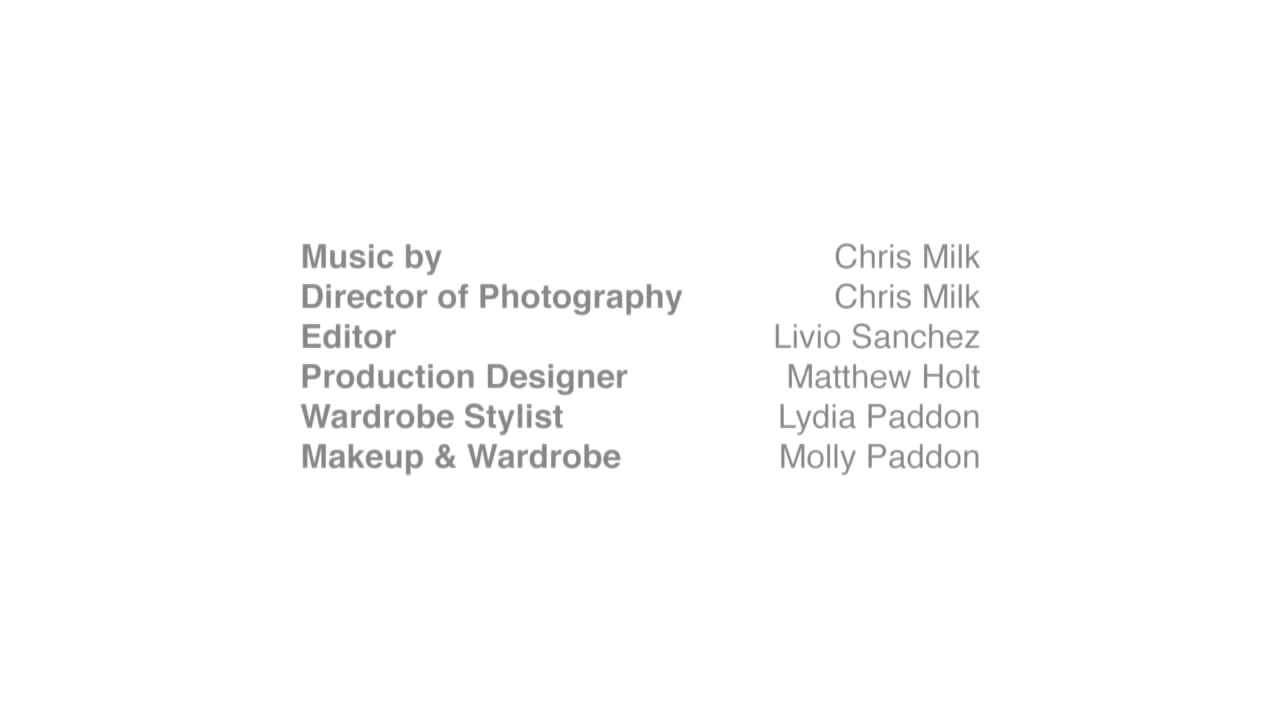 Music by Chris Milk
Director of Photography Chris Milk
Editor Livio Sanchez
Production Designer Matthew Holt
Wardrobe Stylist Lydia Paddon
Makeup & Wardrobe Molly Paddon